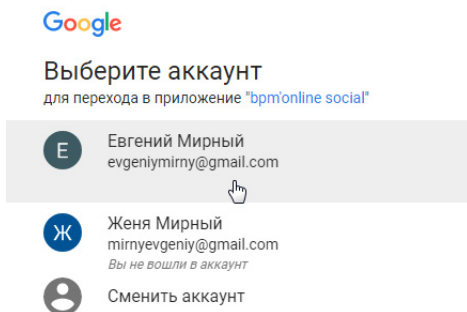 Google
Выберите аккаунт
для перехода в приложение "bpm'online social"
Е
Евгений Мирный
evgeniymirny@gmail.com
Ж
Женя Мирный
mirnyevgeniy@gmail.com
Вы не вошли в аккаунт
Сменить аккаунт